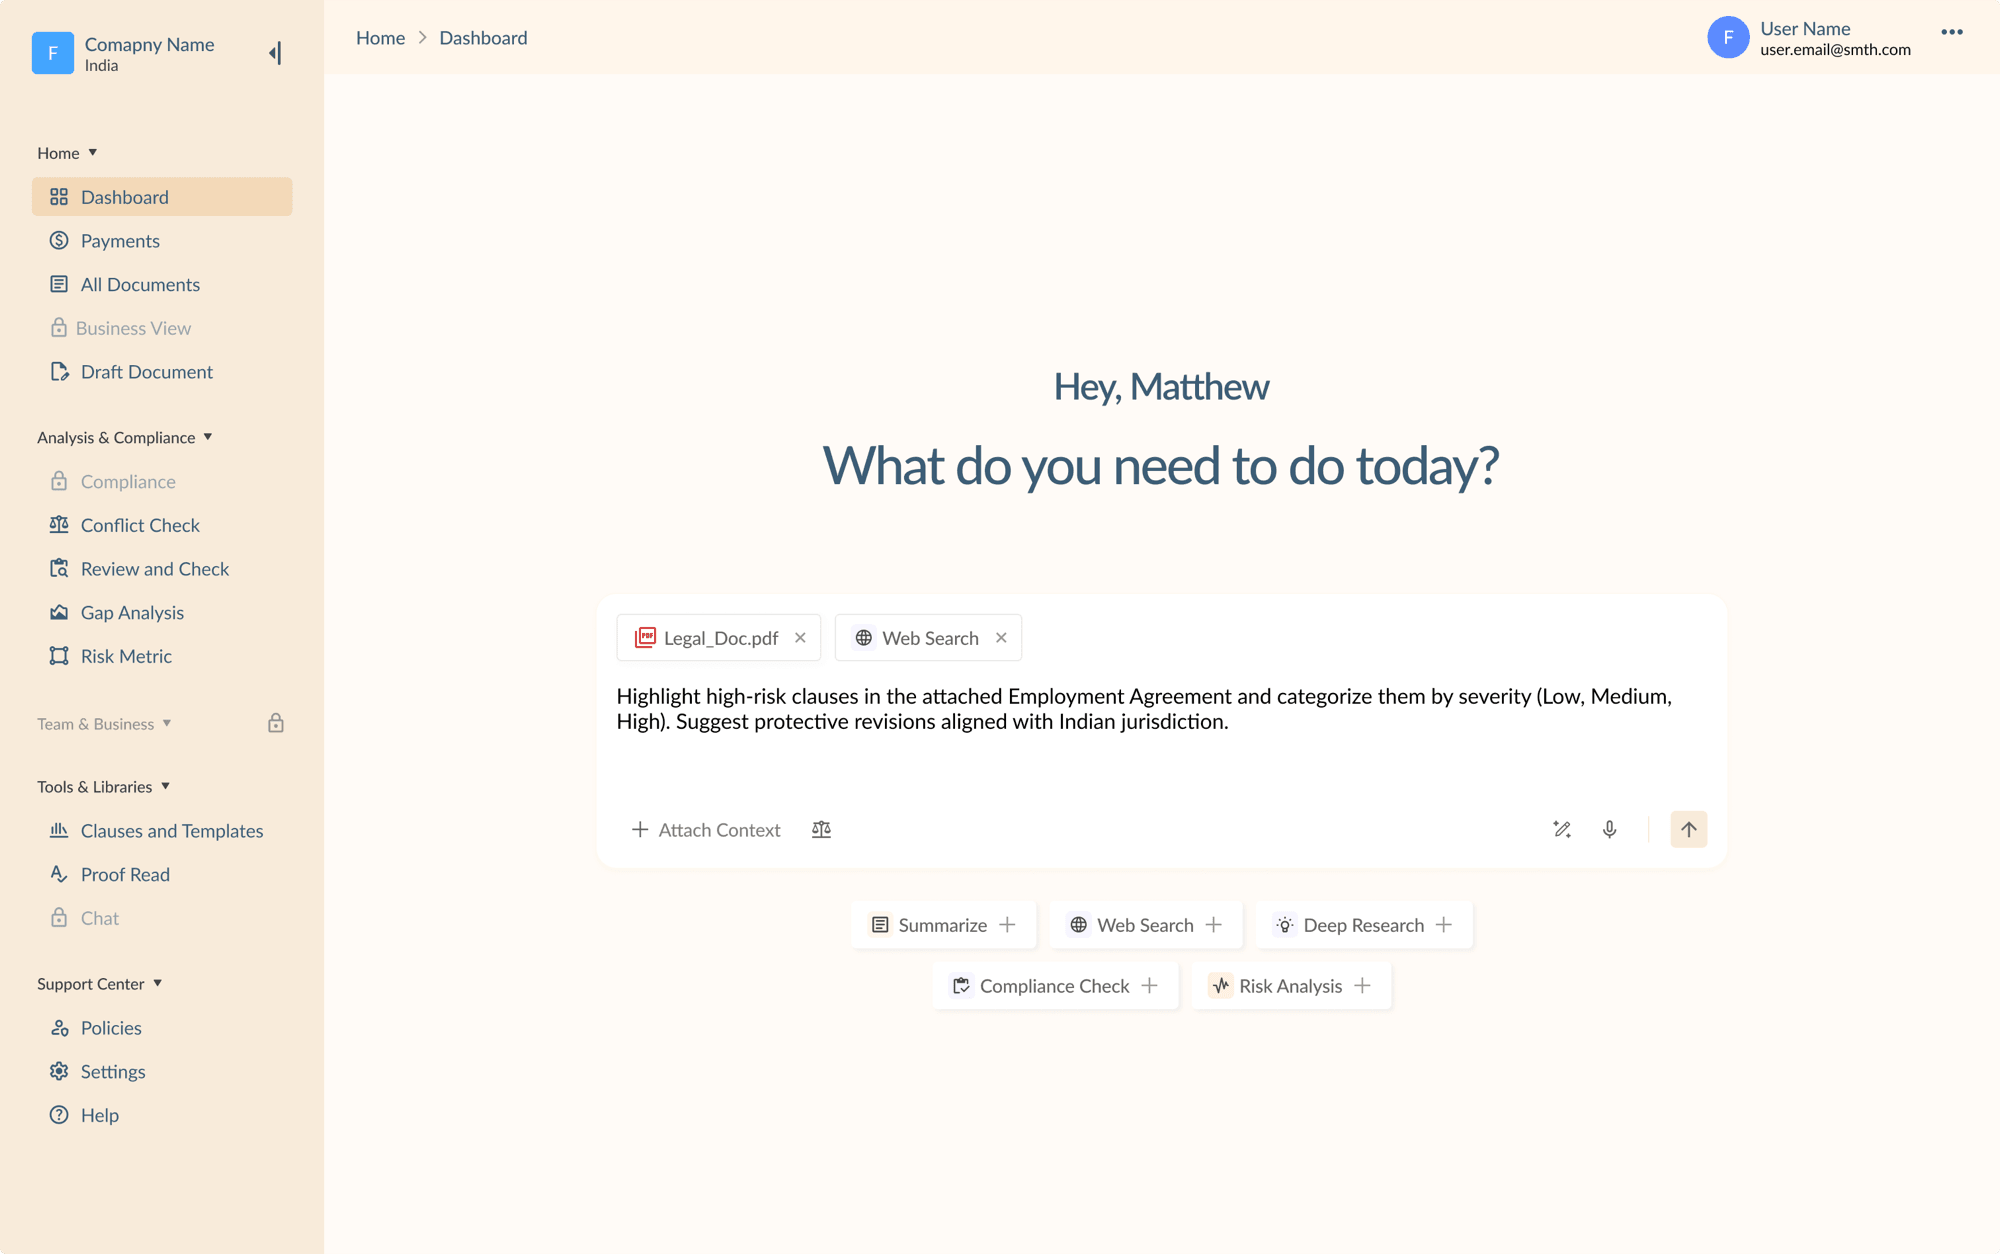 F
Comapny Name
India
Home
Dashboard
Payments
All Documents
Business View
Draft Document
Analysis & Compliance
Compliance
Conflict Check
Review and Check
Gap Analysis
Risk Metric
Team & Business
Tools & Libraries
Clauses and Templates
Proof Read
Chat
Support Center
Policies
Settings
Help
Home > Dashboard
F
User Name
user.email@smth.com
Hey, Matthew
What do you need to do today?
PDF Legal_Doc.pdf
Web Search
Highlight high-risk clauses in the attached Employment Agreement and categorize them by severity (Low, Medium,
High). Suggest protective revisions aligned with Indian jurisdiction.
Attach Context
Summarize
Web Search
Deep Research
Compliance Check
Risk Analysis